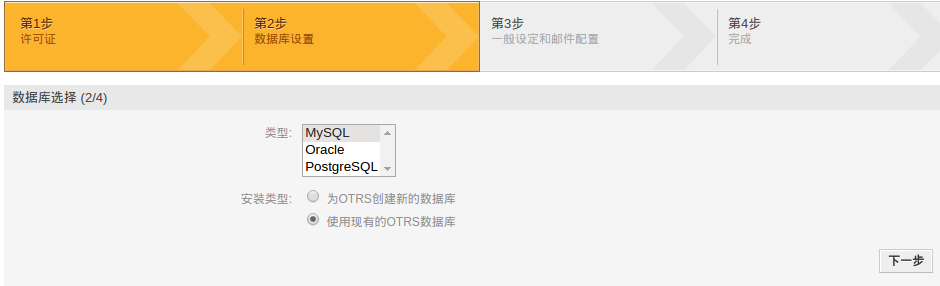 第1步
许可证
第2步
数据库设置
第3步
一般设定和邮件配置
第4步
完成
数据库选择 (2/4)
类型:
MySQL
Oracle
PostgreSQL
安装类型:
为OTRS创建新的数据库
使用现有的OTRS数据库
下一步